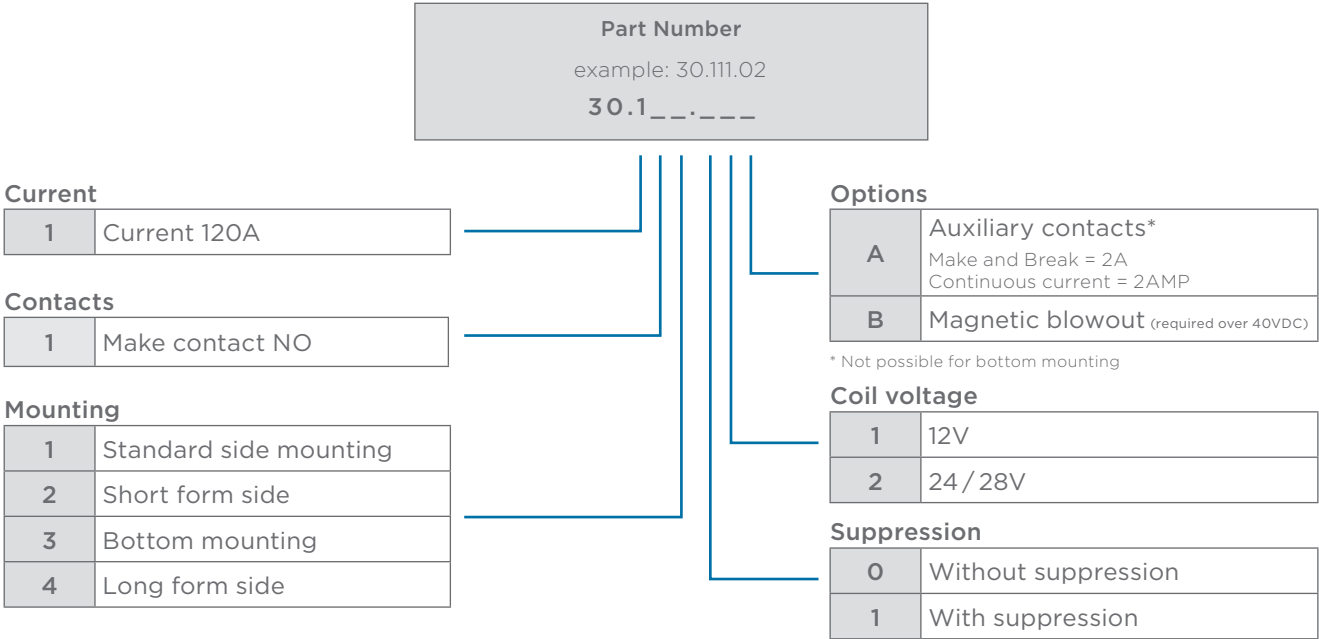 Part Number
example: 30.111.02
30.1__.___
Current
1 Current 120A
Contacts
1 Make contact NO
Mounting
1 Standard side mounting
2 Short form side
3 Bottom mounting
4 Long form side
Options
A Auxiliary contacts*
Make and Break = 2A
Continuous current = 2AMP
B Magnetic blowout (required over 40VDC)
* Not possible for bottom mounting
Coil voltage
1 12V
2 24 / 28V
Suppression
0 Without suppression
1 With suppression